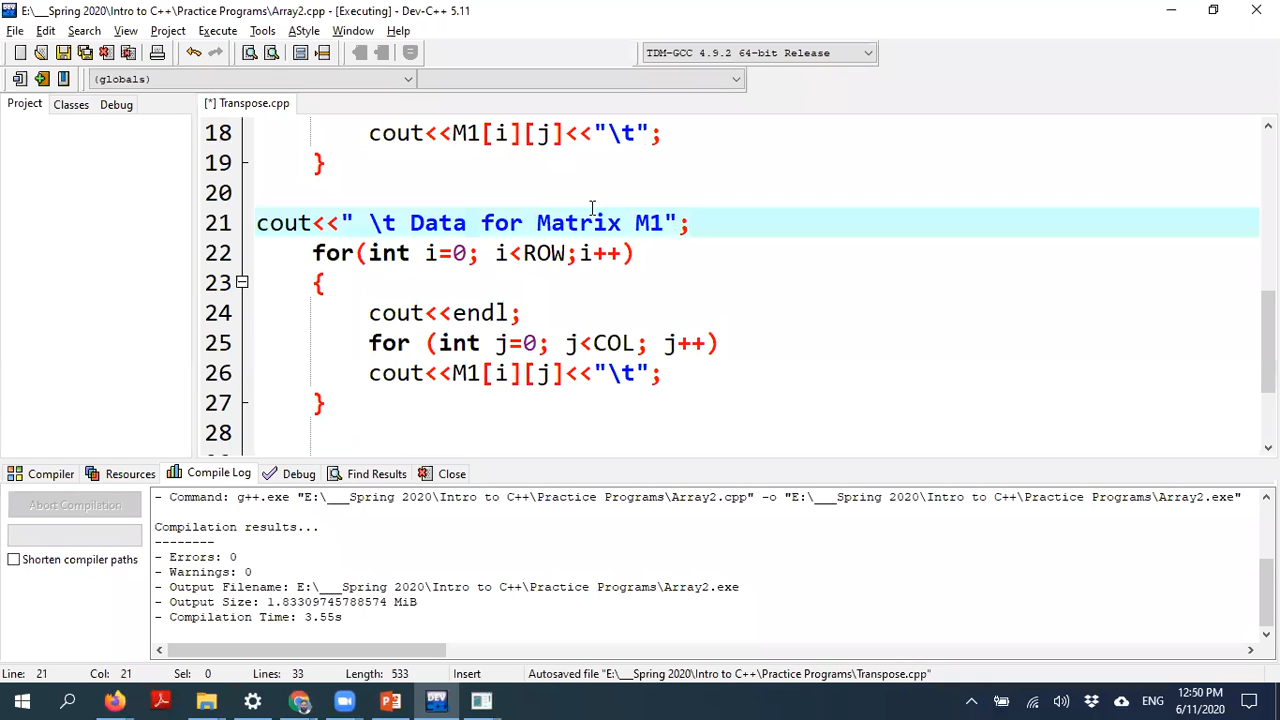 E:\___Spring 2020\Intro to C++\Practice Programs\Array2.cpp - [Executing] - Dev-C++ 5.11
File Edit Search View Project Execute Tools AStyle Window Help
TDM-GCC 4.9.2 64-bit Release
(globals)
Project Classes Debug [*] Transpose.cpp
18 cout<<M1[i][j]<<"\t";
19 }
20
21 cout<<" \t Data for Matrix M1";
22 for(int i=0; i<ROW;i++)
23 {
24 cout<<endl;
25 for (int j=0; j<COL; j++)
26 cout<<M1[i][j]<<"\t";
27 }
28
Compiler Resources Compile Log Debug Find Results Close
Abort Compilation
Shorten compiler paths
- Command: g++.exe "E:\___Spring 2020\Intro to C++\Practice Programs\Array2.cpp" -o "E:\___Spring 2020\Intro to C++\Practice Programs\Array2.exe"
Compilation results...
--------
- Errors: 0
- Warnings: 0
- Output Filename: E:\___Spring 2020\Intro to C++\Practice Programs\Array2.exe
- Output Size: 1.83309745788574 MiB
- Compilation Time: 3.55s
Line: 21 Col: 21 Sel: 0 Lines: 33 Length: 533 Insert Autosaved file "E:\___Spring 2020\Intro to C++\Practice Programs\Transpose.cpp"
ENG
12:50 PM
6/11/2020